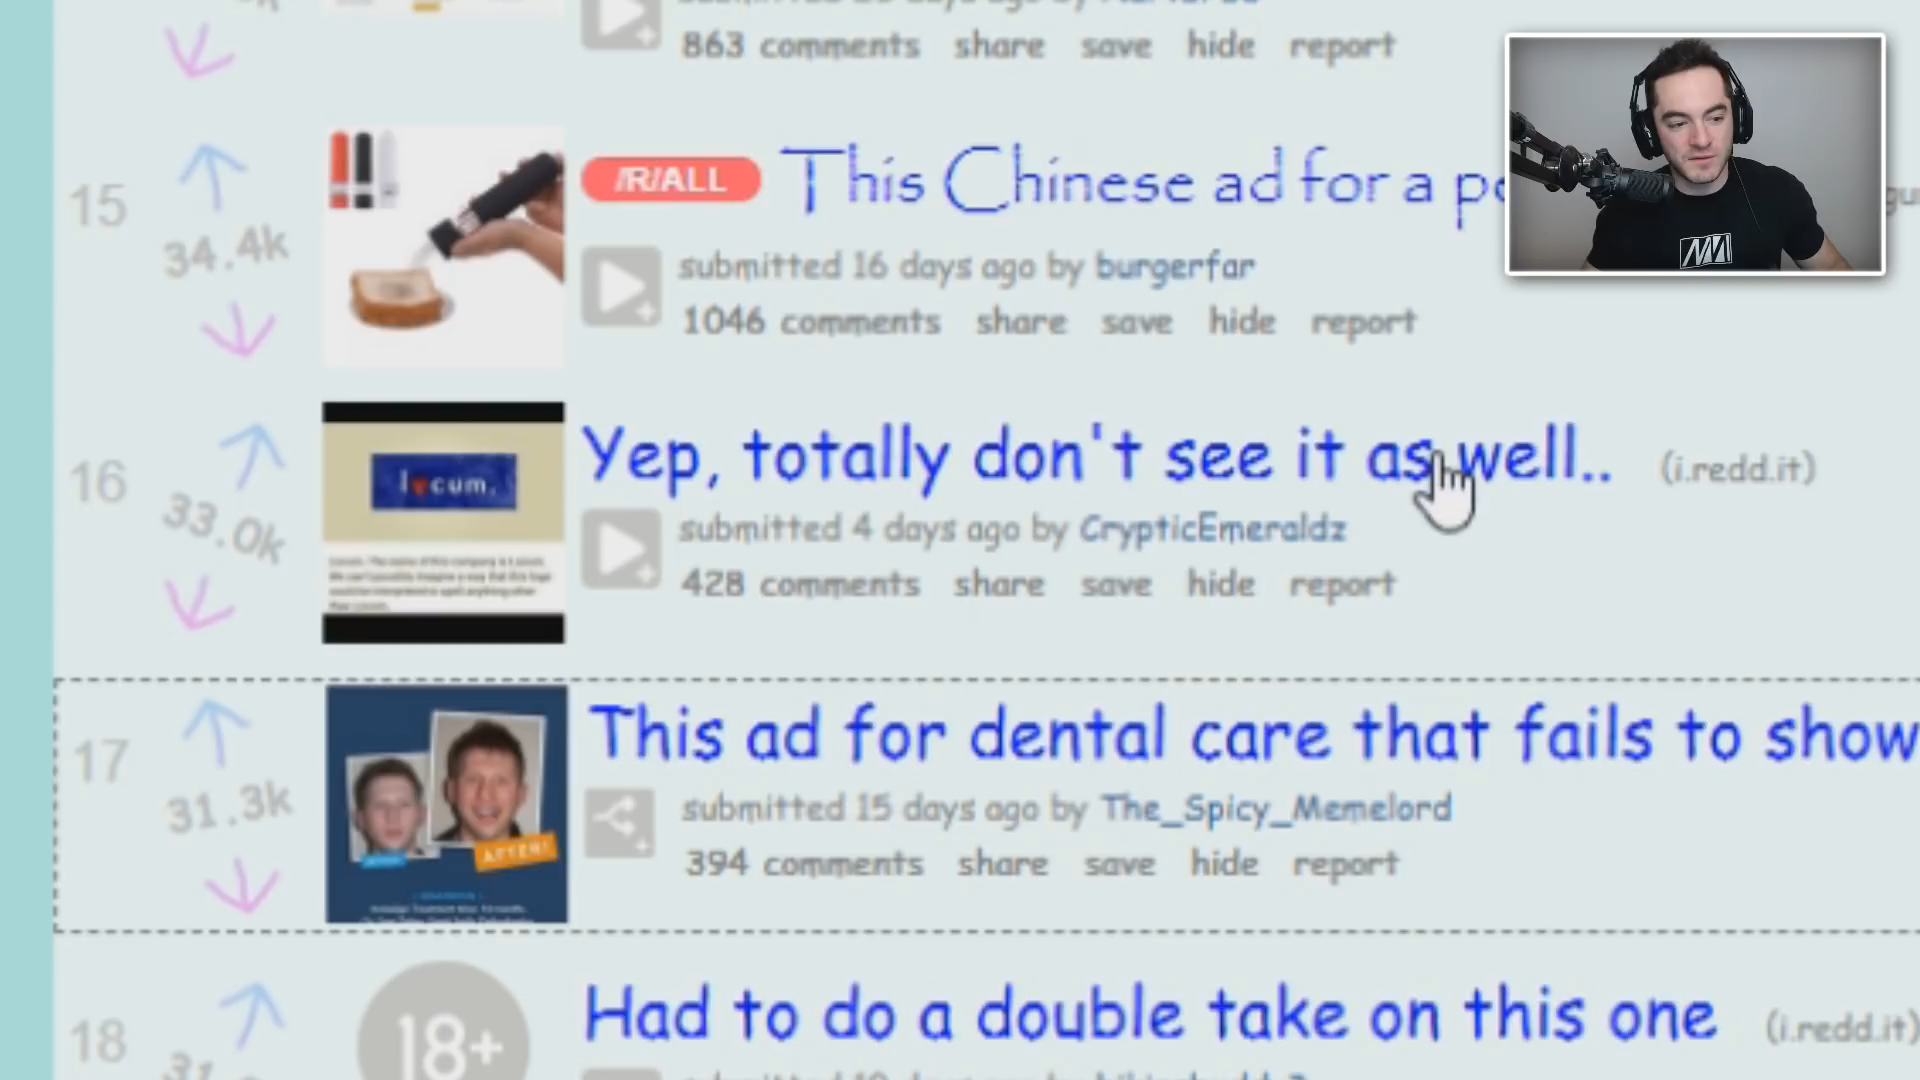 863 comments share save hide report
15
34.4k
/R/ALL This Chinese ad for a
submitted 16 days ago by burgerfar
1046 comments share save hide report
16
33.0k
locum.
Yep, totally don't see it as well.. (i.redd.it)
submitted 4 days ago by CrypticEmeraldz
428 comments share save hide report
17
31.3k
AFTER!
This ad for dental care that fails to show
submitted 15 days ago by The_Spicy_Memelord
394 comments share save hide report
18
18+
Had to do a double take on this one (i.redd.it)